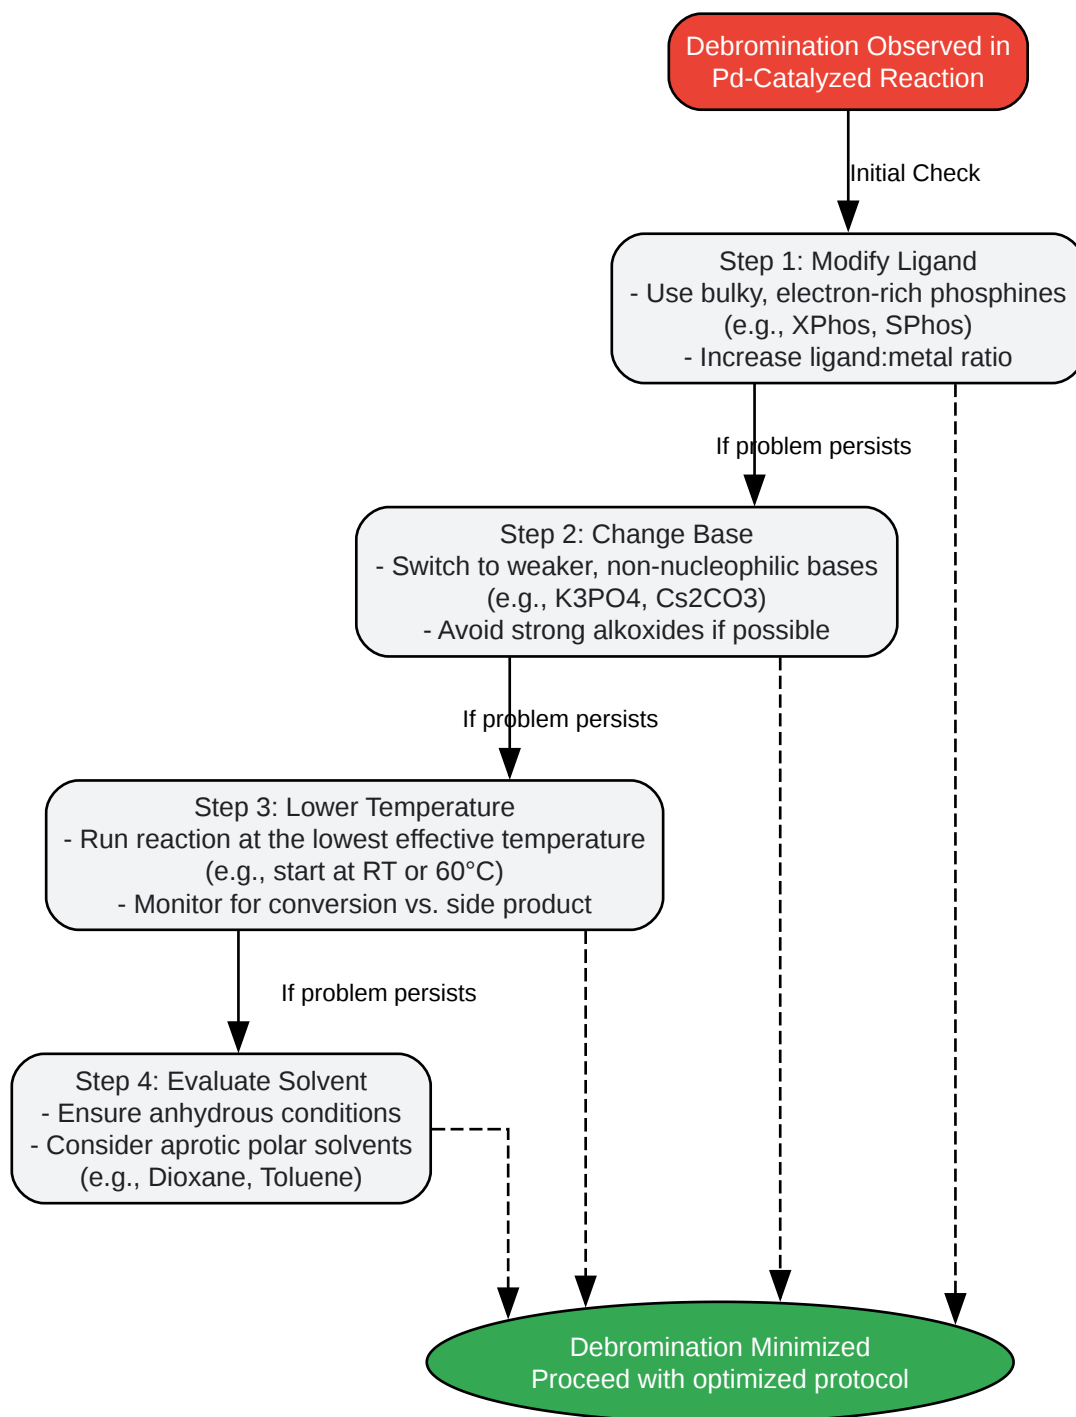 Debromination Observed in
Pd-Catalyzed Reaction
Initial Check
Step 1: Modify Ligand
- Use bulky, electron-rich phosphines
(e.g., XPhos, SPhos)
- Increase ligand:metal ratio
If problem persists
Step 2: Change Base
- Switch to weaker, non-nucleophilic bases
(e.g., K3PO4, Cs2CO3)
- Avoid strong alkoxides if possible
If problem persists
Step 3: Lower Temperature
- Run reaction at the lowest effective temperature
(e.g., start at RT or 60°C)
- Monitor for conversion vs. side product
If problem persists
Step 4: Evaluate Solvent
- Ensure anhydrous conditions
- Consider aprotic polar solvents
(e.g., Dioxane, Toluene)
Debromination Minimized
Proceed with optimized protocol